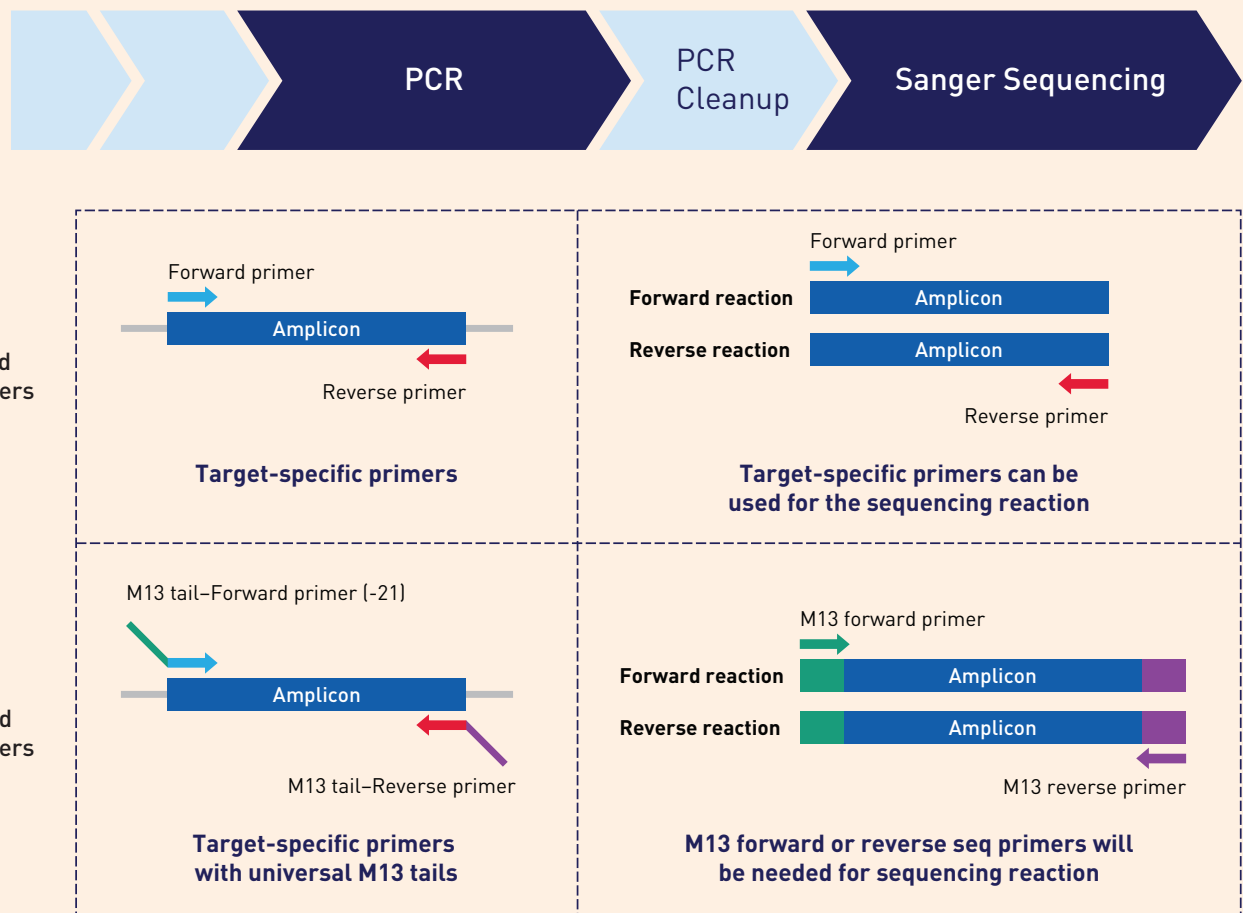 PCR
PCR
Cleanup
Sanger Sequencing
Forward primer
Amplicon
Reverse primer
Target-specific primers
Forward primer
Forward reaction
Amplicon
Reverse reaction
Amplicon
Reverse primer
Target-specific primers can be
used for the sequencing reaction
d
ers
M13 tail–Forward primer (-21)
Amplicon
M13 tail–Reverse primer
Target-specific primers
with universal M13 tails
M13 forward primer
Forward reaction
Amplicon
Reverse reaction
Amplicon
M13 reverse primer
M13 forward or reverse seq primers will
be needed for sequencing reaction
d
ers